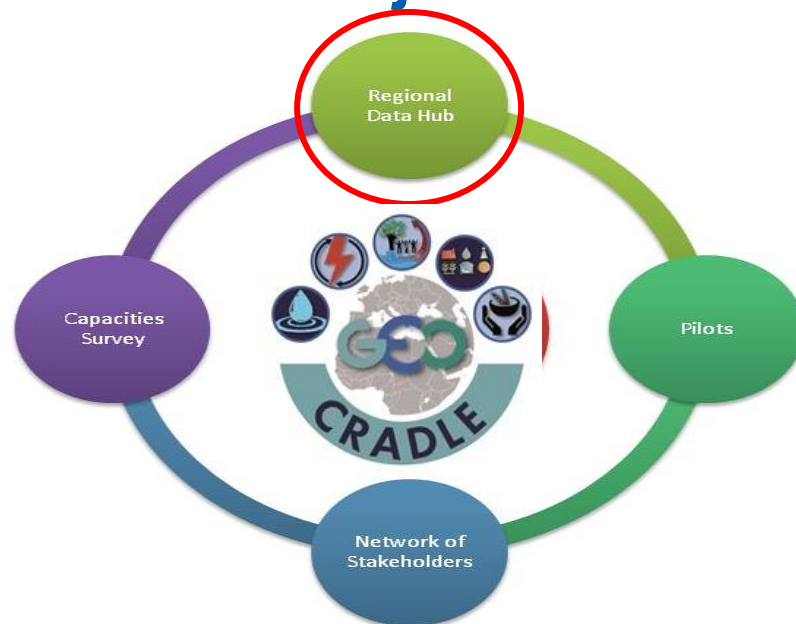 Regional
Data Hub
Capacities
Survey
GEO
CRADLE
Pilots
Network of
Stakeholders